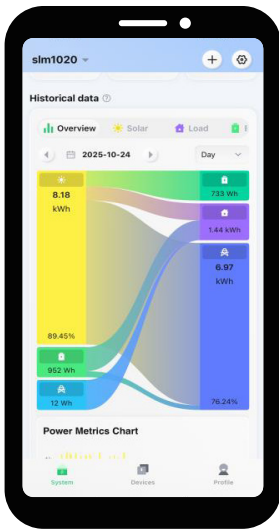 slm1020
Historical data
Overview
Solar
Load
2025-10-24
Day
8.18
kWh
89.45%
952 Wh
12 Wh
733 Wh
1.44 kWh
6.97
kWh
76.24%
Power Metrics Chart
System
Devices
Profile